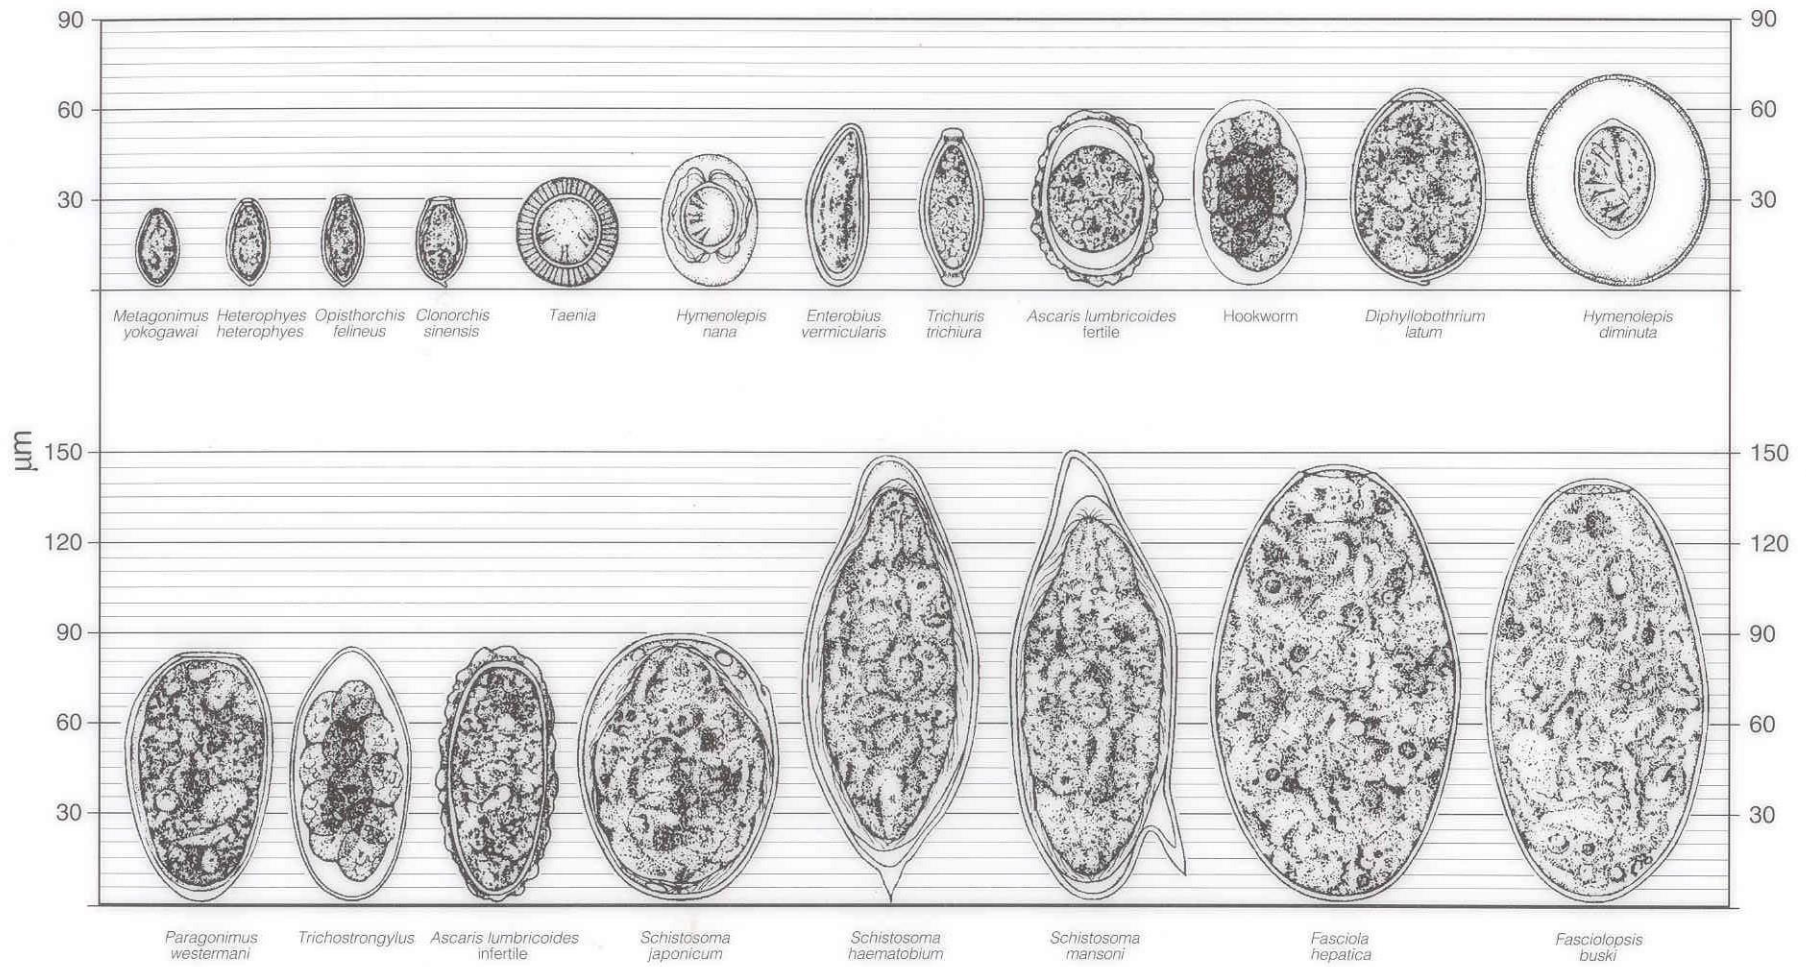 90 90
60 60
30 30
Metagonimus Heterophyes Opisthorchis Clonorchis Taenia Hymenolepis Enterobius Trichuris Ascaris lumbricoides Hookworm Diphyllobothrium Hymenolepis
yokogawai heterophyes felineus sinensis nana vermicularis trichiura fertile latum diminuta
µm
150 150
120 120
90 90
60 60
30 30
Paragonimus Trichostrongylus Ascaris lumbricoides Schistosoma Schistosoma Schistosoma Fasciola Fasciolopsis
westermani infertile japonicum haematobium mansoni hepatica buski